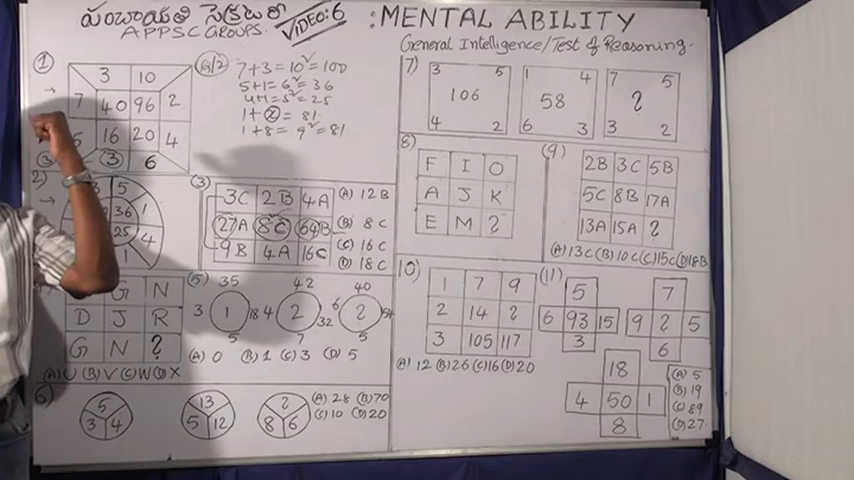 పంచాయతీ సెక్రటరీ
APPSC GROUPS.
VIDEO:6
: MENTAL ABILITY
General Intelligence/Test of Reasoning.
1)
3 10
7 40 96 2
16 20 4
3 6
G1/2
7+3=10²=100
5+1=6²=36
4+1=5²=25
1+8=81
1+8=9²=81
2)
5
36 1
25 4
1
(3)
3C 2B 4A
27A 8C 64B
9B 4A 16C
(A) 12B
(B) 8C
(C) 16C
(D) 18C
G N
D J R
G N ?
(A) U (B) V (C) W (D) X
(5)
35 42 40
3 1 18 4 2 32 6 2 54
5 7 5
(A) 0 (B) 1 (C) 3 (D) 5
6)
5 13 2
3 4 5 12 8 6
(A) 28 (B) 70
(C) 10 (D) 20
7)
3 5 1 4 7 5
106 58 ?
4 2 6 3 3 2
8)
F I O
A J K
E M ?
(9)
2B 3C 5B
5C 8B 17A
13A 15A ?
(A) 13C (B) 10C (C) 15C (D) 18B
10)
1 7 9
2 14 ?
3 105 117
(A) 12 (B) 26 (C) 16 (D) 20
(11)
5 7
6 93 15 9 ? 5
3 6
18
4 50 1
8
(A) 5
(B) 19
(C) 89
(D) 27